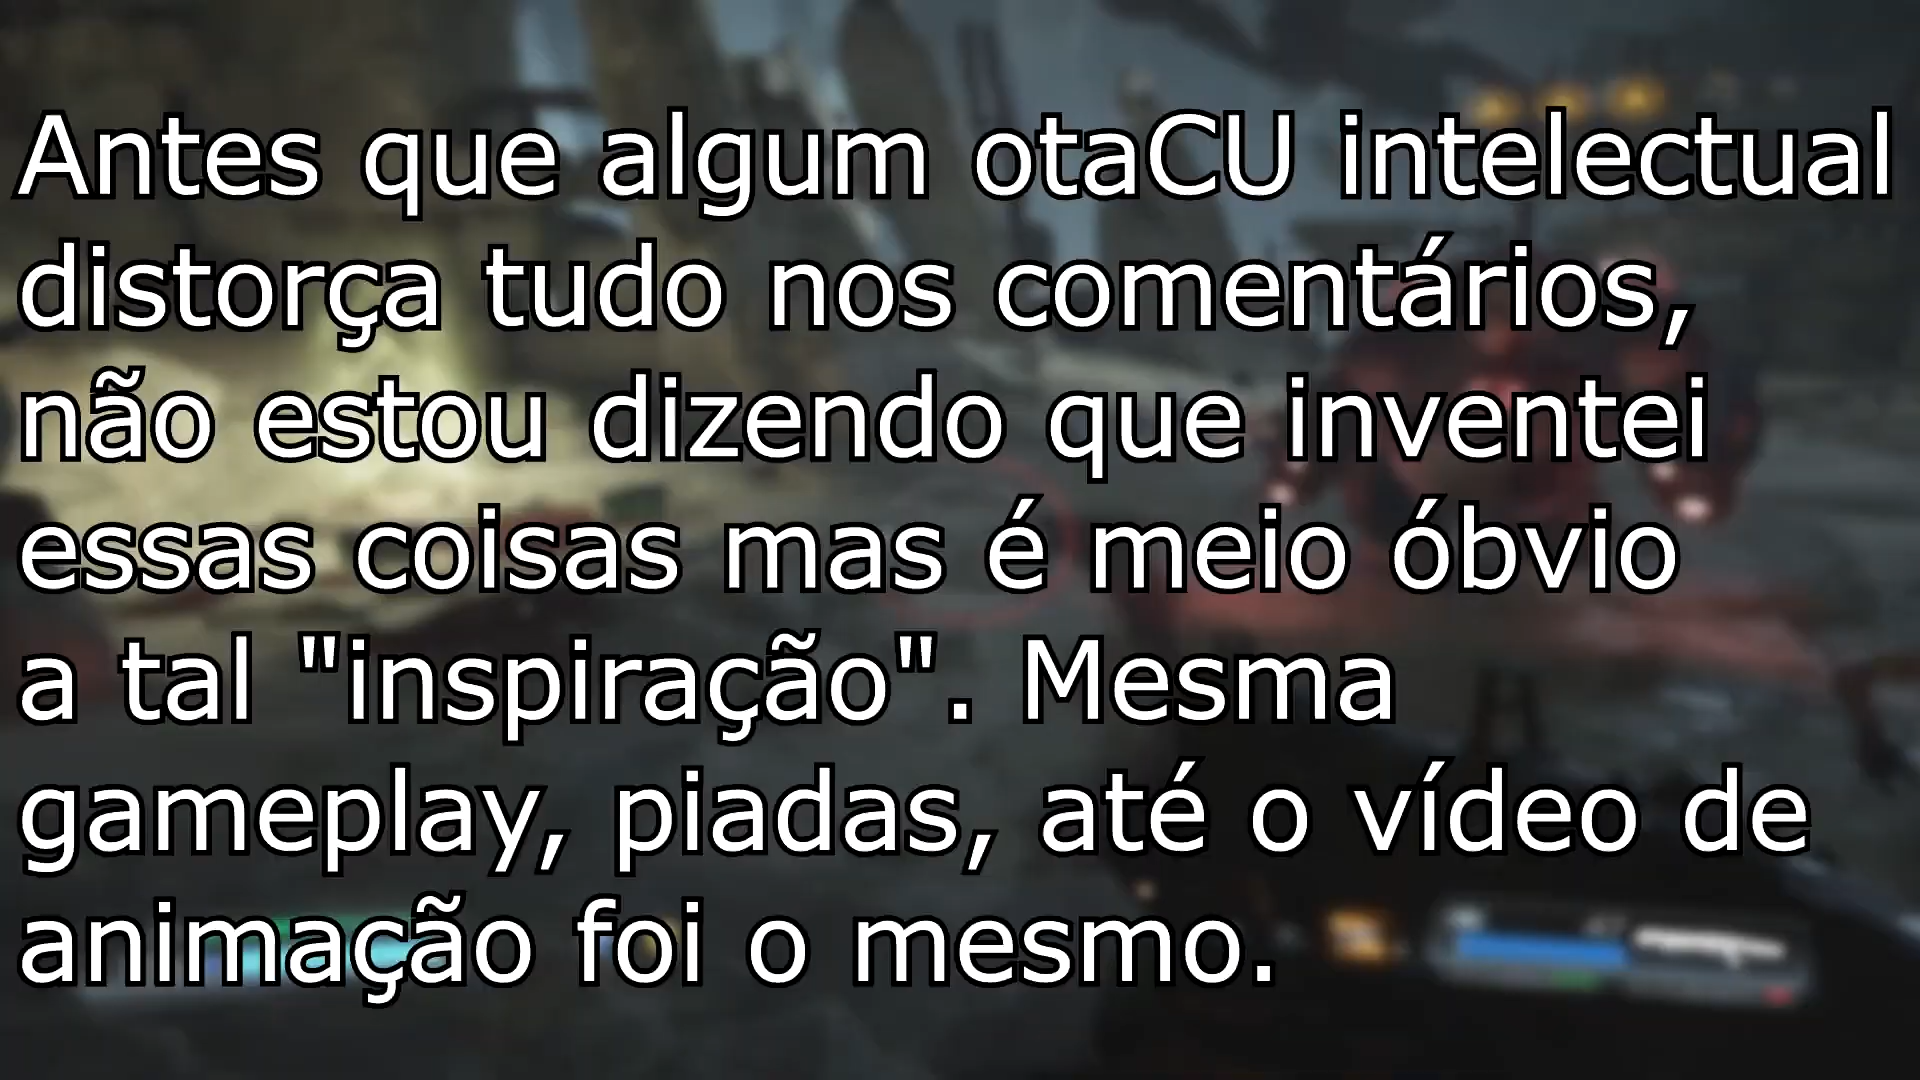 Antes que algum otaCU intelectual
distorça tudo nos comentários,
não estou dizendo que inventei
essas coisas mas é meio óbvio
a tal "inspiração". Mesma
gameplay, piadas, até o vídeo de
animação foi o mesmo.